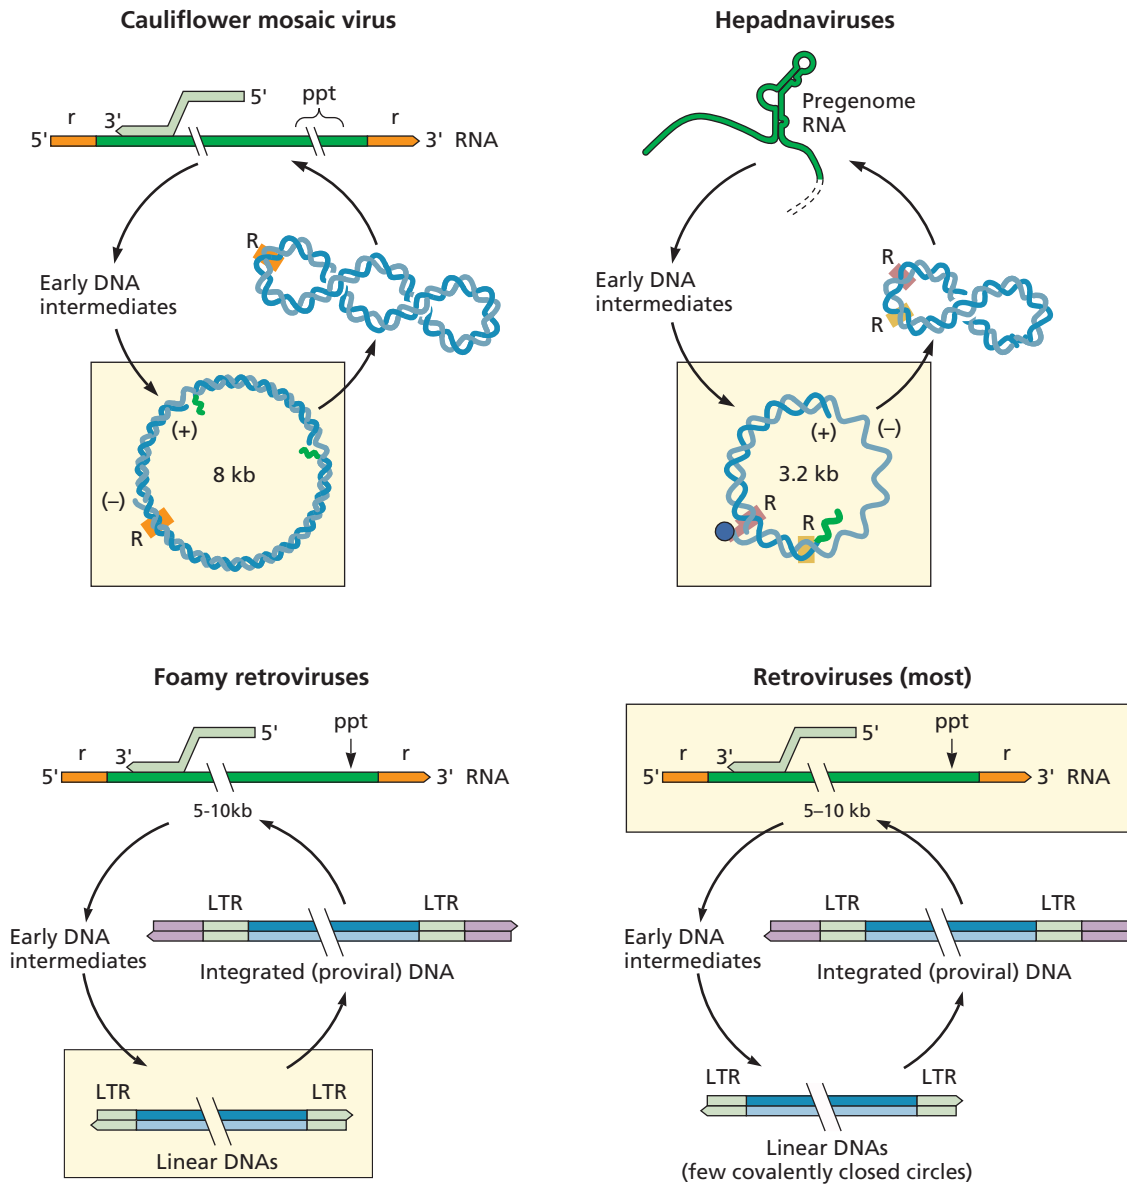 Cauliflower mosaic virus
5'
ppt
r
3'
r
5'
3' RNA
R
Early DNA
intermediates
(+)
8 kb
(–)
R
Hepadnaviruses
Pregenome
RNA
R
Early DNA
intermediates
R
(+)
(–)
3.2 kb
R
R
Foamy retroviruses
5'
ppt
r
3'
r
5'
3' RNA
5-10kb
LTR
LTR
Early DNA
intermediates
Integrated (proviral) DNA
LTR
LTR
Linear DNAs
Retroviruses (most)
5'
ppt
r
3'
r
5'
3' RNA
5–10 kb
LTR
LTR
Early DNA
intermediates
Integrated (proviral) DNA
LTR
LTR
Linear DNAs
(few covalently closed circles)